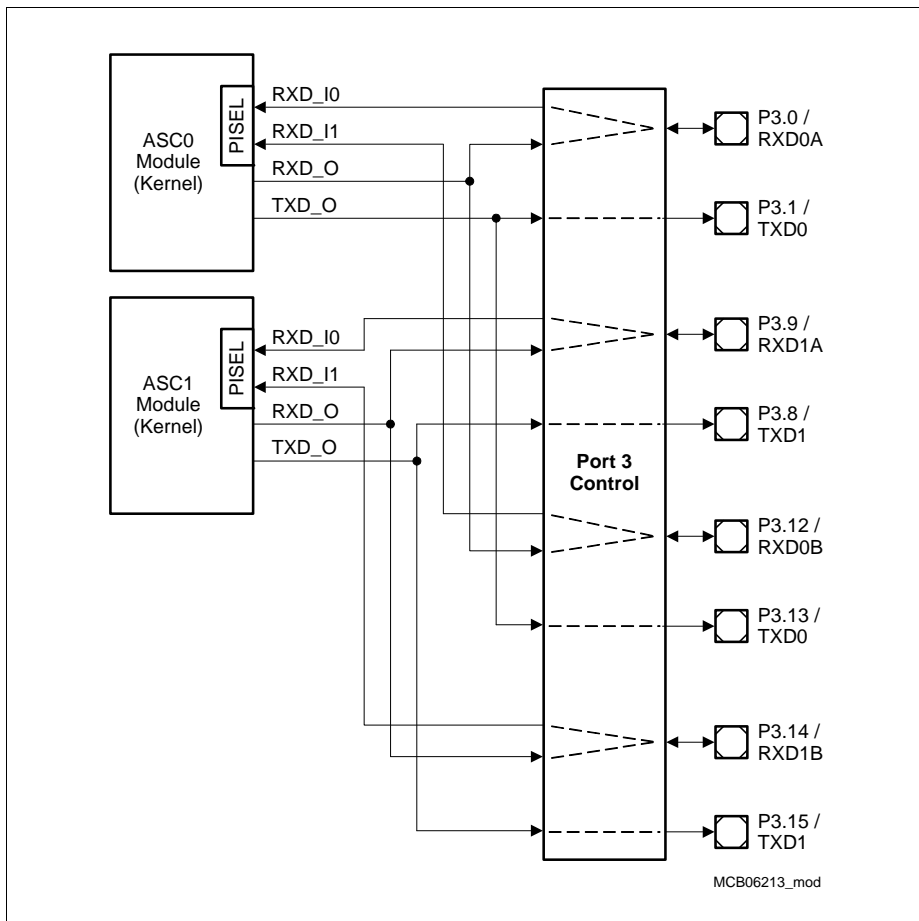 ASC0
Module
(Kernel)
PISEL
RXD_I0
RXD_I1
RXD_O
TXD_O
ASC1
Module
(Kernel)
PISEL
RXD_I0
RXD_I1
RXD_O
TXD_O
Port 3
Control
P3.0 /
RXD0A
P3.1 /
TXD0
P3.9 /
RXD1A
P3.8 /
TXD1
P3.12 /
RXD0B
P3.13 /
TXD0
P3.14 /
RXD1B
P3.15 /
TXD1
MCB06213_mod